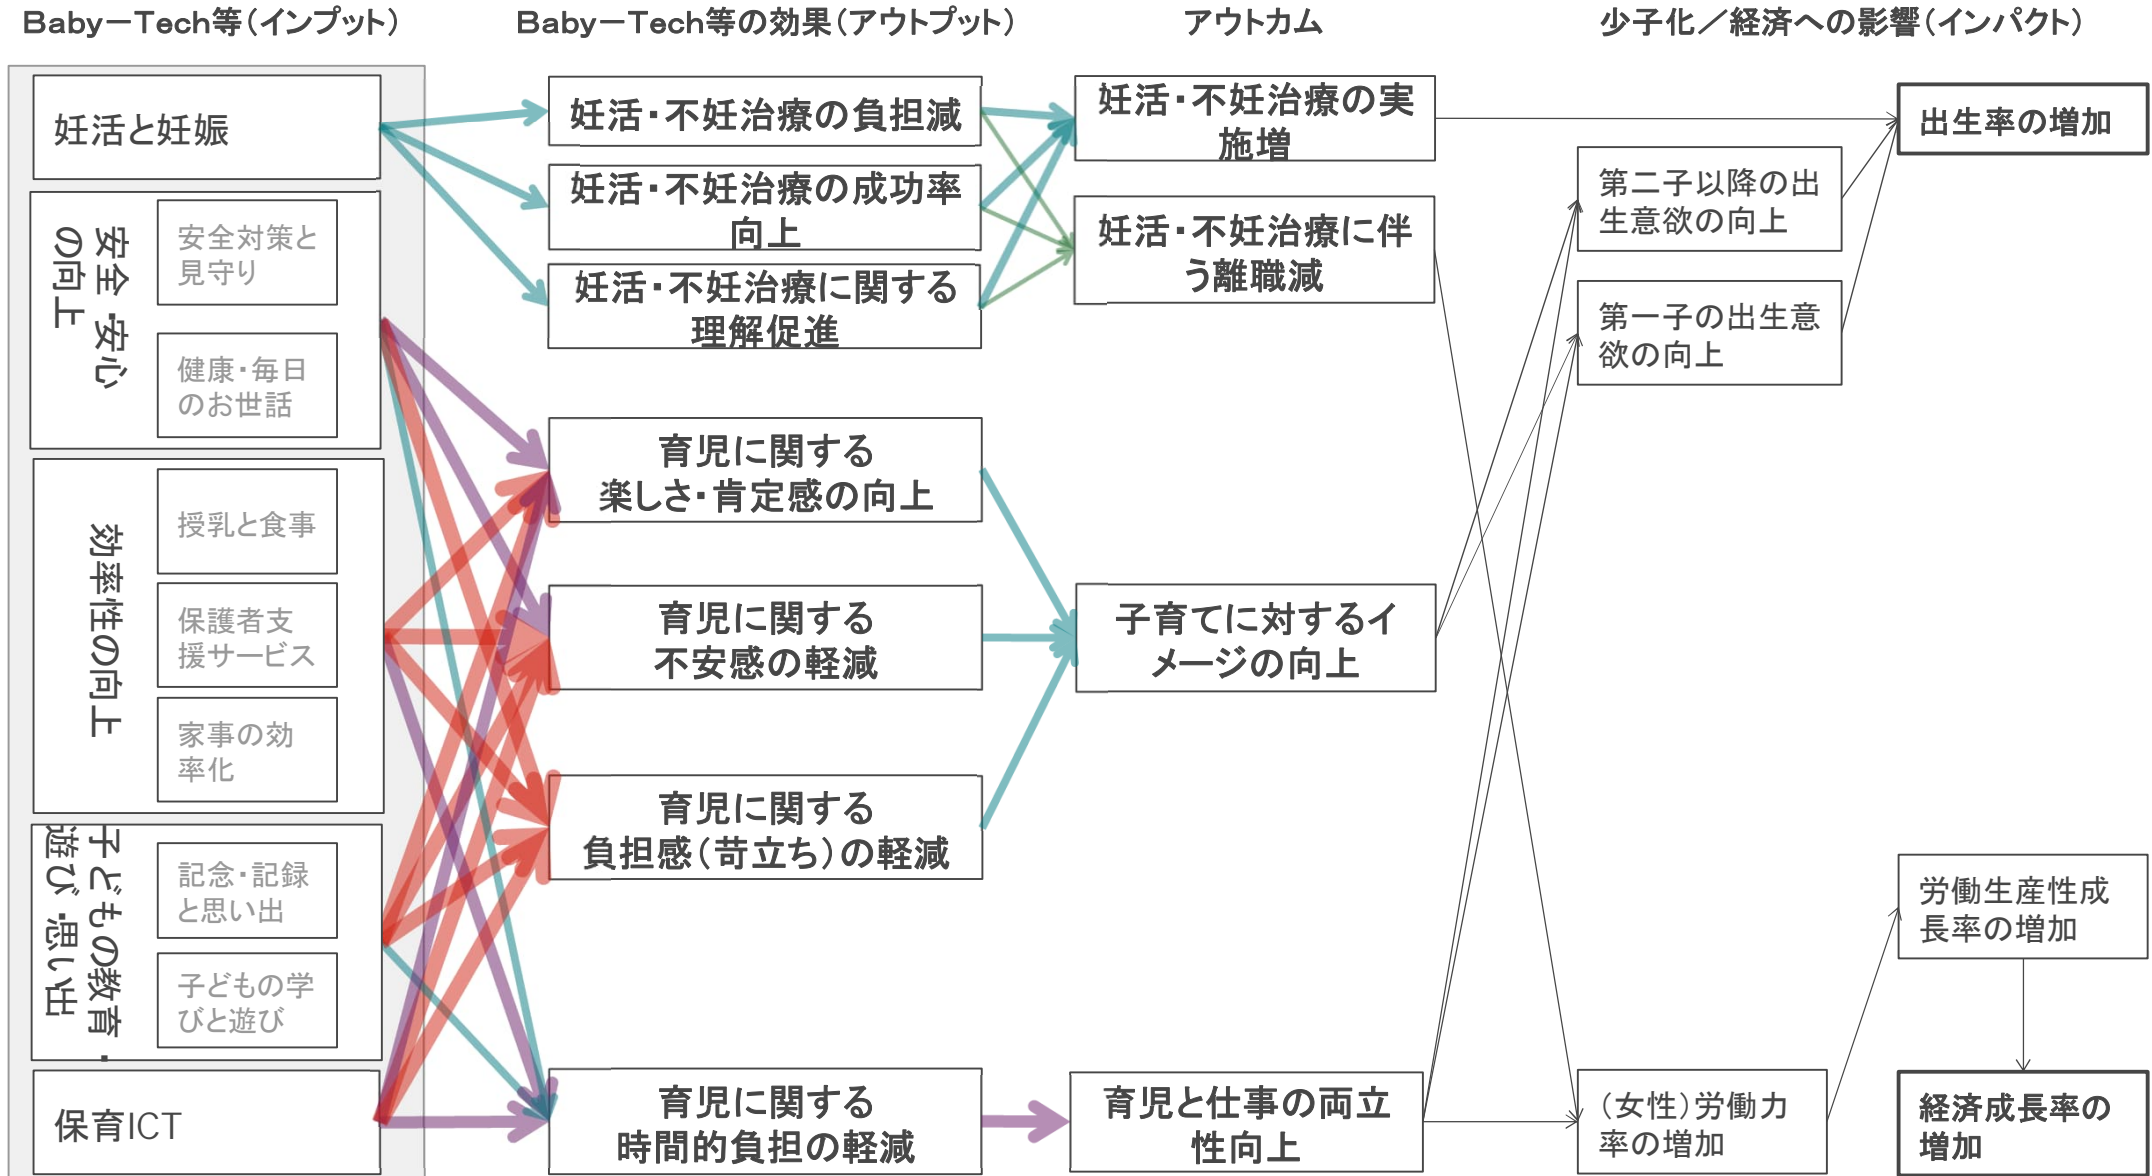 Baby－Tech等（インプット）
Baby－Tech等の効果（アウトプット）
アウトカム
少子化／経済への影響（インパクト）
妊活と妊娠
安全・安心
の向上
安全対策と
見守り
健康・毎日
のお世話
効率性の向上
授乳と食事
保護者支
援サービス
家事の効
率化
子どもの教育・
遊び・思い出
記念・記録
と思い出
子どもの学
びと遊び
保育ICT
妊活・不妊治療の負担減
妊活・不妊治療の成功率
向上
妊活・不妊治療に関する
理解促進
育児に関する
楽しさ・肯定感の向上
育児に関する
不安感の軽減
育児に関する
負担感（苛立ち）の軽減
育児に関する
時間的負担の軽減
妊活・不妊治療の実
施増
妊活・不妊治療に伴
う離職減
子育てに対するイ
メージの向上
育児と仕事の両立
性向上
第二子以降の出
生意欲の向上
第一子の出生意
欲の向上
（女性）労働力
率の増加
出生率の増加
労働生産性成
長率の増加
経済成長率の
増加